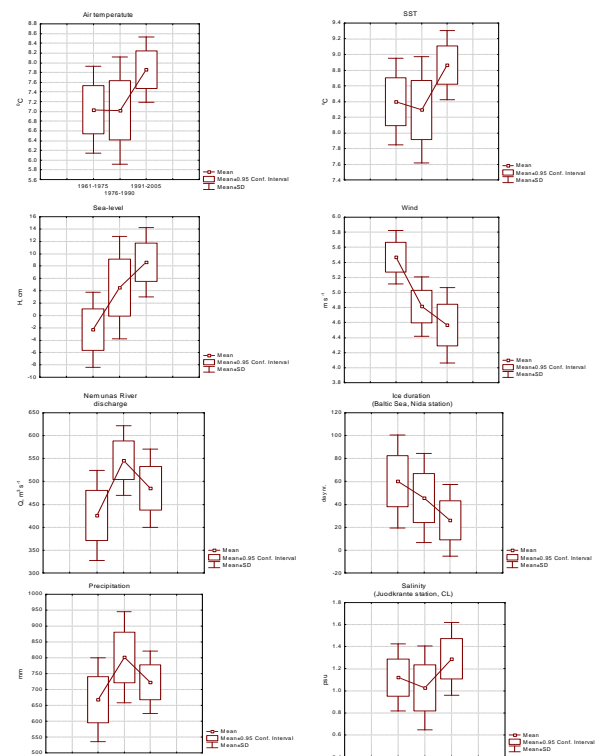 Air temperatute
8.8
8.6
8.4
8.2
8.0
7.8
7.6
7.4
7.2
7.0
6.8
6.6
6.4
6.2
6.0
5.8
5.6
°C
1961-1975
1976-1990
1991-2005
Mean
Mean±0.95 Conf. Interval
Mean±SD
SST
9.4
9.2
9.0
8.8
8.6
8.4
8.2
8.0
7.8
7.6
7.4
°C
Mean
Mean±0.95 Conf. Interval
Mean±SD
Sea-level
16
14
12
10
8
6
4
2
0
-2
-4
-6
-8
-10
H, cm
Mean
Mean±0.95 Conf. Interval
Mean±SD
Wind
6.0
5.8
5.6
5.4
5.2
5.0
4.8
4.6
4.4
4.2
4.0
3.8
m s⁻¹
Mean
Mean±0.95 Conf. Interval
Mean±SD
Nemunas River
discharge
650
600
550
500
450
400
350
300
Q, m³ s⁻¹
Mean
Mean±0.95 Conf. Interval
Mean±SD
Ice duration
(Baltic Sea, Nida station)
120
100
80
60
40
20
0
-20
Mean
Mean±0.95 Conf. Interval
Mean±SD
Precipitation
1000
950
900
850
800
750
700
650
600
550
500
mm
Mean
Mean±0.95 Conf. Interval
Mean±SD
Salinity
(Juodkrante station, CL)
1.8
1.6
1.4
1.2
1.0
0.8
0.6
psu
Mean
Mean±0.95 Conf. Interval
Mean±SD